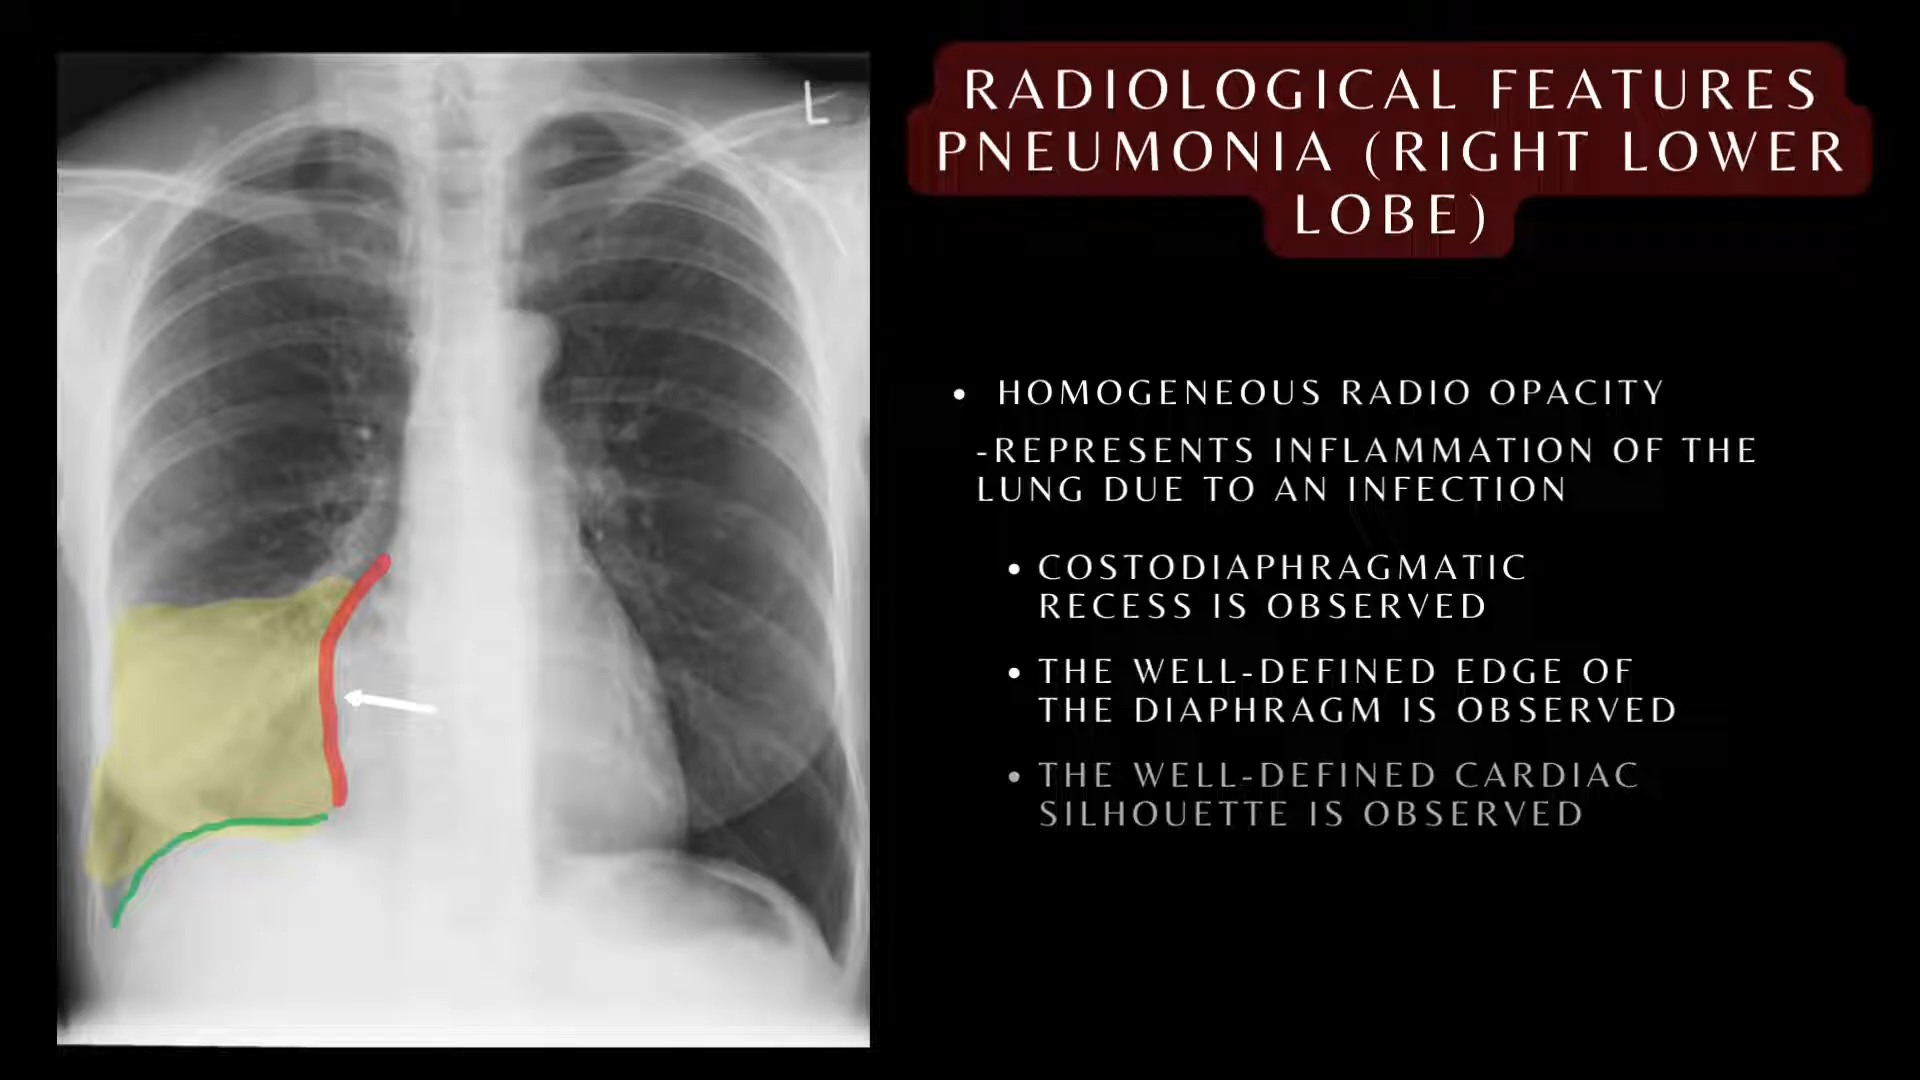 L
RADIOLOGICAL FEATURES
PNEUMONIA (RIGHT LOWER
LOBE)
• HOMOGENEOUS RADIO OPACITY
-REPRESENTS INFLAMMATION OF THE
LUNG DUE TO AN INFECTION
• COSTODIAPHRAGMATIC
RECESS IS OBSERVED
• THE WELL-DEFINED EDGE OF
THE DIAPHRAGM IS OBSERVED
• THE WELL-DEFINED CARDIAC
SILHOUETTE IS OBSERVED